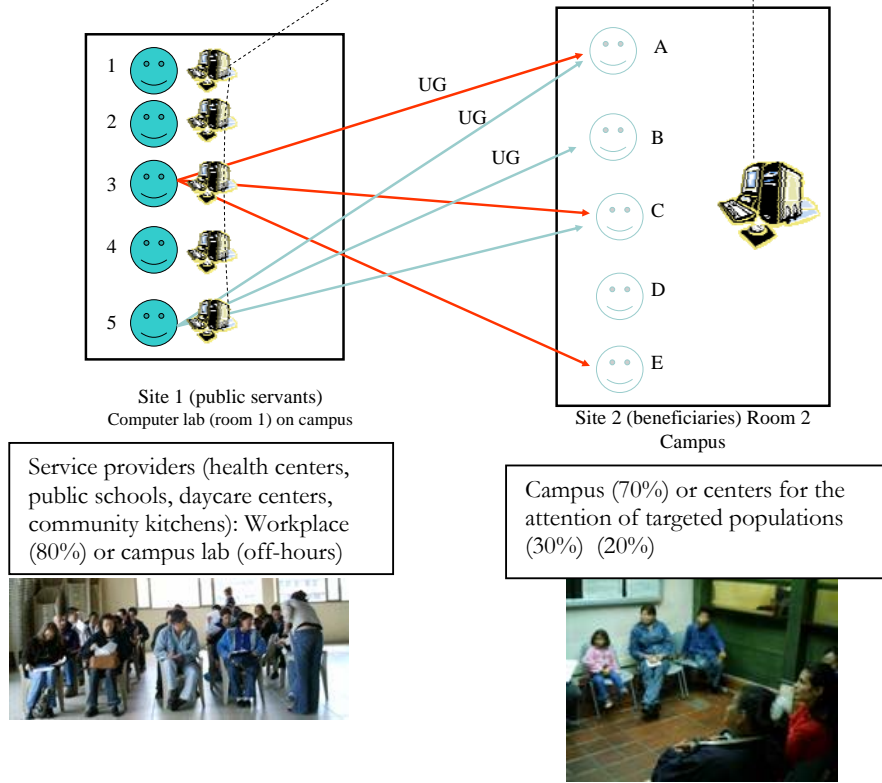 1
2
3
4
5
UG
UG
UG
A
B
C
D
E
Site 1 (public servants)
Computer lab (room 1) on campus
Site 2 (beneficiaries) Room 2
Campus
Service providers (health centers,
public schools, daycare centers,
community kitchens): Workplace
(80%) or campus lab (off-hours)
Campus (70%) or centers for the
attention of targeted populations
(30%)  (20%)